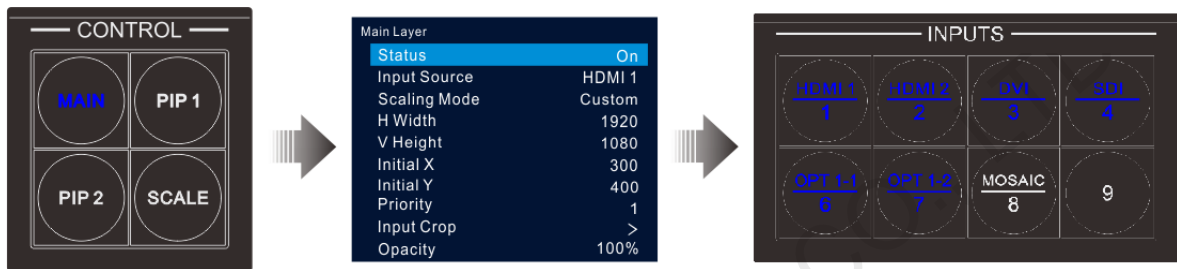 CONTROL
MAIN
PIP 1
PIP 2
SCALE
Main Layer
Status On
Input Source HDMI 1
Scaling Mode Custom
H Width 1920
V Height 1080
Initial X 300
Initial Y 400
Priority 1
Input Crop >
Opacity 100%
INPUTS
HDMI 1
1
HDMI 2
2
DVI
3
SDI
4
OPT 1-1
6
OPT 1-2
7
MOSAIC
8
9